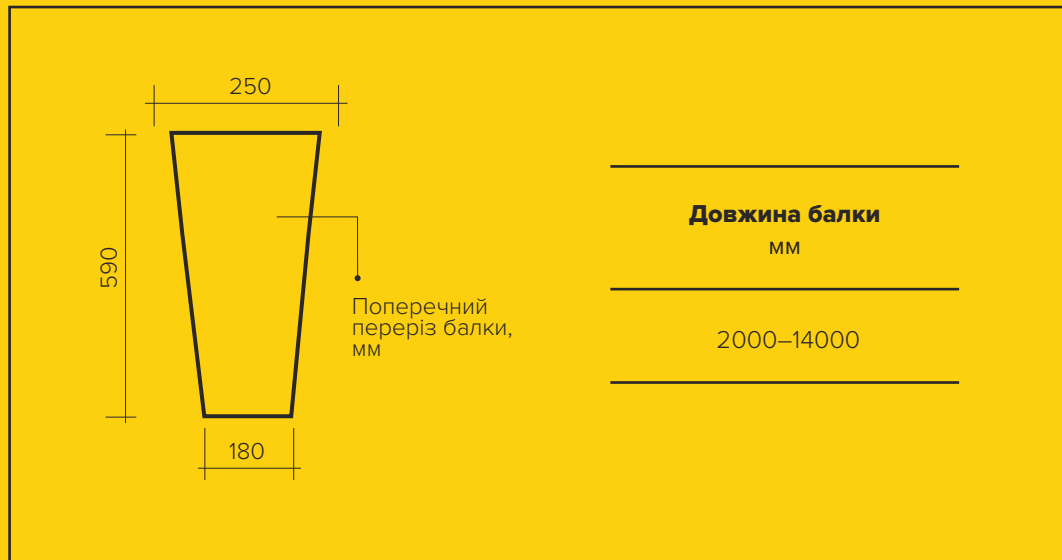 250
590
Поперечний
переріз балки,
мм
180
Довжина балки
мм
2000–14000